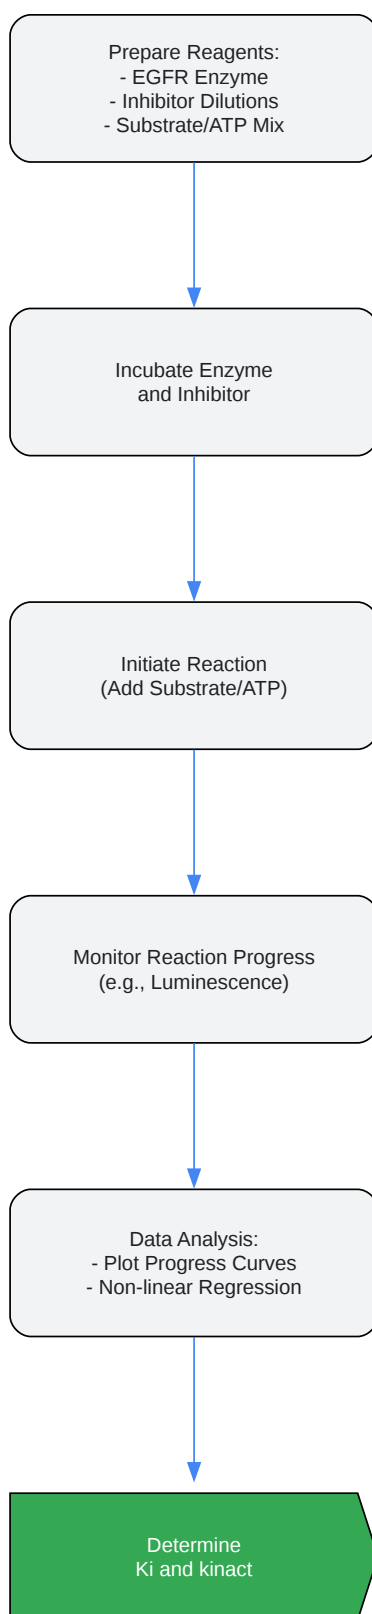 Prepare Reagents:
- EGFR Enzyme
- Inhibitor Dilutions
- Substrate/ATP Mix
Incubate Enzyme
and Inhibitor
Initiate Reaction
(Add Substrate/ATP)
Monitor Reaction Progress
(e.g., Luminescence)
Data Analysis:
- Plot Progress Curves
- Non-linear Regression
Determine
Ki and kinact